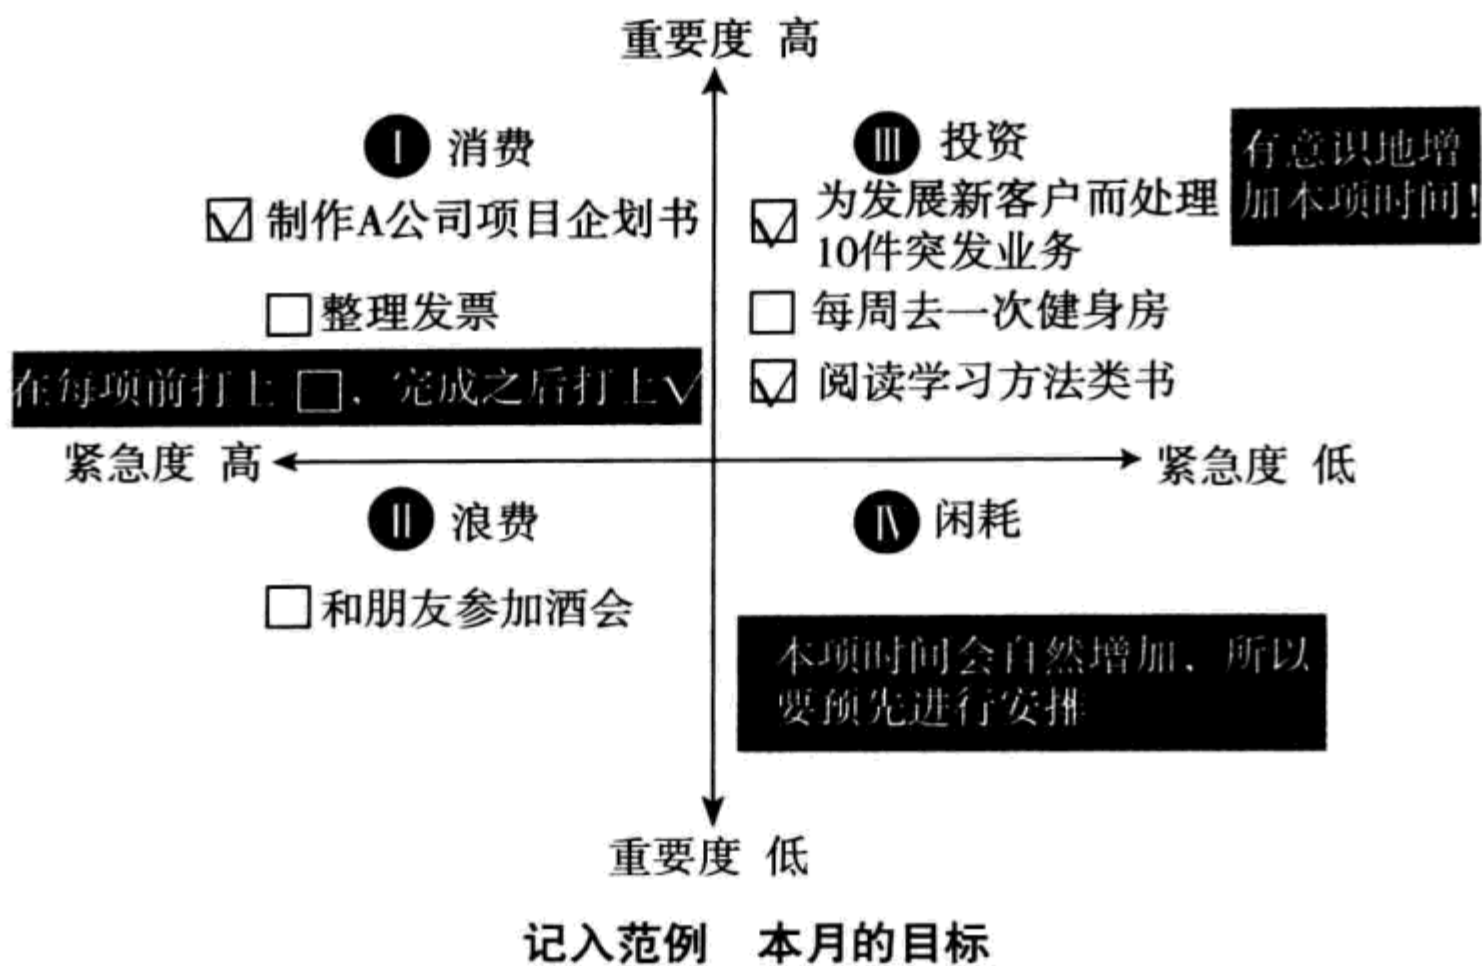 重要度 高
Ⅰ 消费
☑ 制作A公司项目企划书
□ 整理发票
在每项前打上 □，完成之后打上√
Ⅲ 投资
☑ 为发展新客户而处理
10件突发业务
□ 每周去一次健身房
☑ 阅读学习方法类书
有意识地增
加本项时间！
紧急度 高
紧急度 低
Ⅱ 浪费
□ 和朋友参加酒会
Ⅳ 闲耗
本项时间会自然增加，所以
要预先进行安排
重要度 低
记入范例 本月的目标